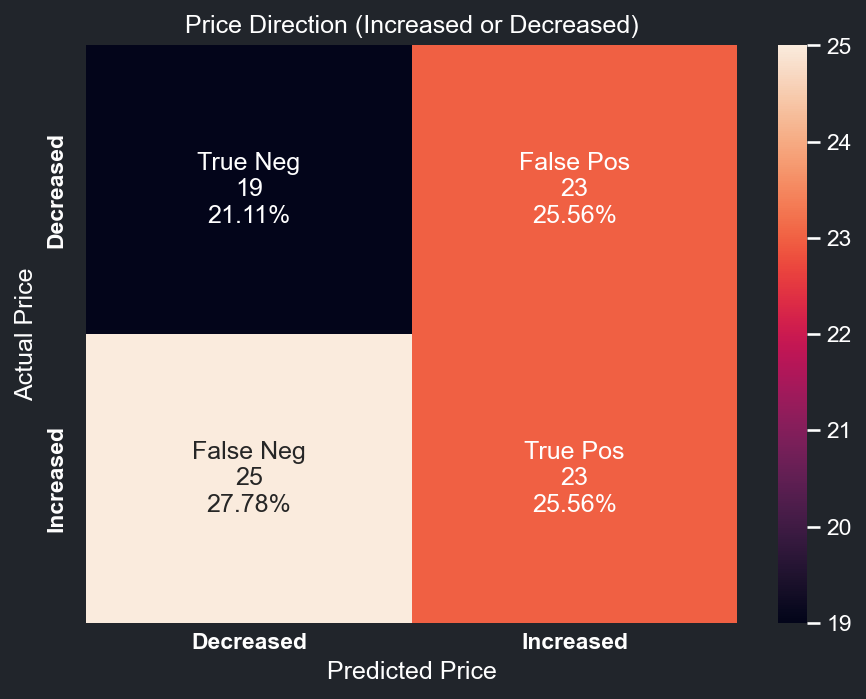 Price Direction (Increased or Decreased)
Actual Price
Decreased
Increased
True Neg
19
21.11%
False Pos
23
25.56%
False Neg
25
27.78%
True Pos
23
25.56%
Decreased
Increased
Predicted Price
25
24
23
22
21
20
19